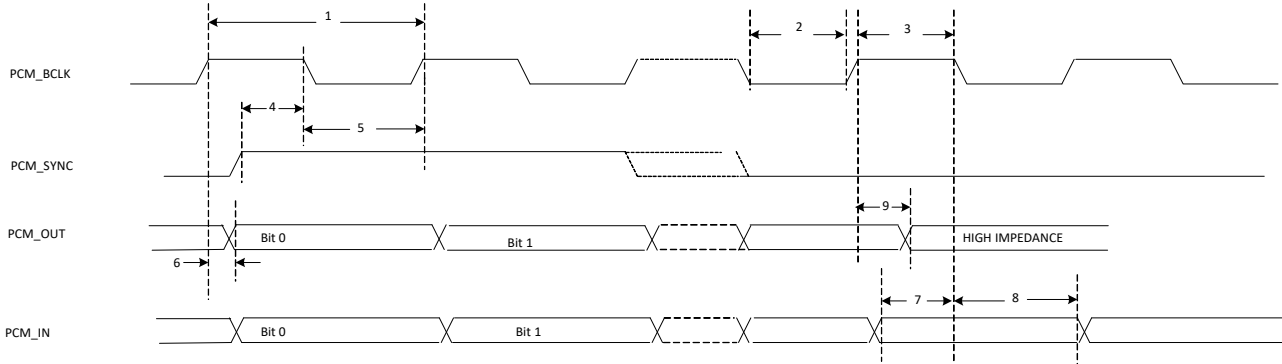 1
2
3
PCM_BCLK
4
5
PCM_SYNC
9
PCM_OUT
Bit 0
Bit 1
HIGH IMPEDANCE
6
7
8
PCM_IN
Bit 0
Bit 1